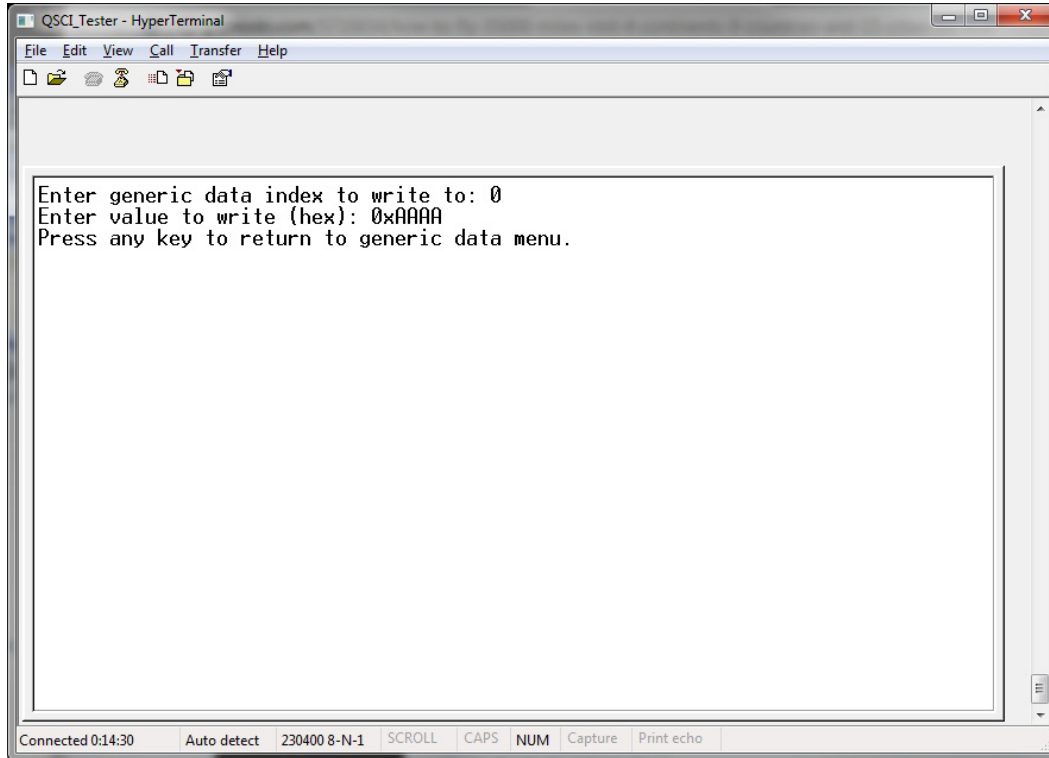 QSCI_Tester - HyperTerminal
File Edit View Call Transfer Help
Enter generic data index to write to: 0
Enter value to write (hex): 0xAAAA
Press any key to return to generic data menu.
Connected 0:14:30 Auto detect 230400 8-N-1 SCROLL CAPS NUM Capture Print echo